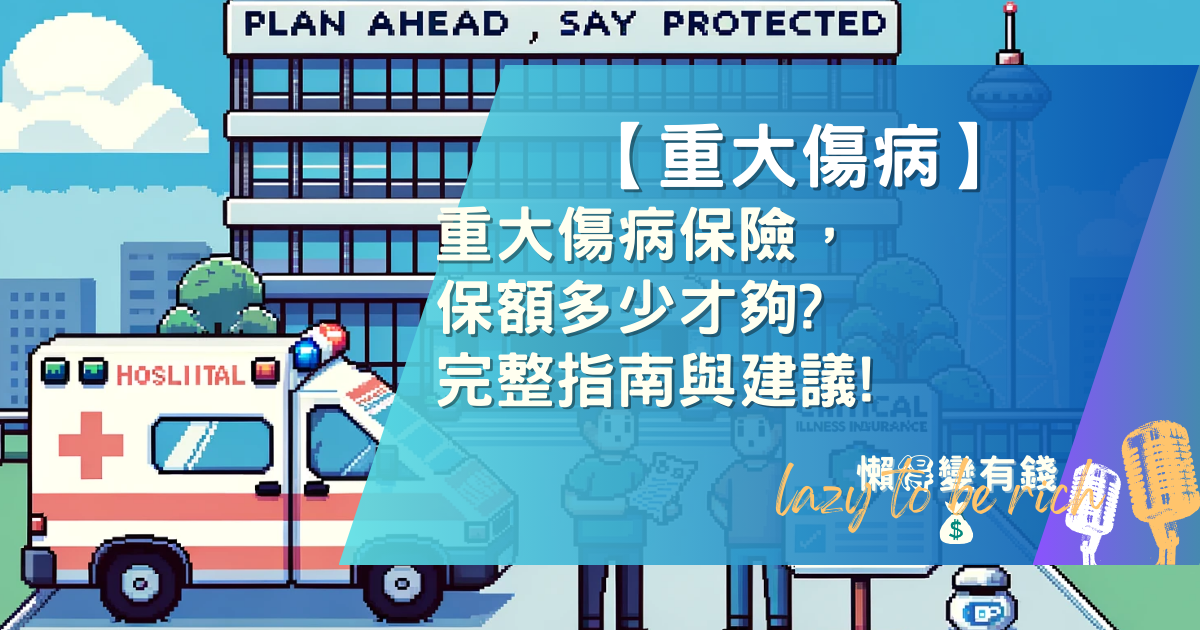 PLAN AHEAD , SAY PROTECTED
【重大傷病】
重大傷病保險，
保額多少才夠?
完整指南與建議!
HOSLIITAL
CRITICAL
ILLNESS INBURANCE
懶得變有錢
lazy to be rich
$